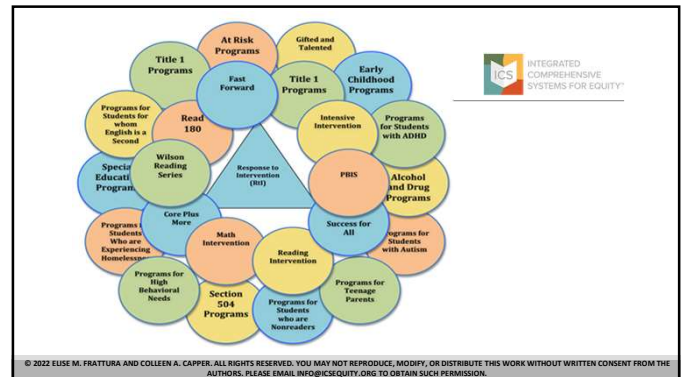 At Risk
Programs
Gifted and
Talented
Title 1
Programs
Fast
Forward
Title 1
Programs
Early
Childhood
Programs
ICS
INTEGRATED
COMPREHENSIVE
SYSTEMS FOR EQUITY
Programs for
Students for
whom
English is a
Second
Read
180
Intensive
Intervention
Programs
for Students
with ADHD
Wilson
Reading
Series
Response to
Intervention
(RtI)
PBIS
Alcohol
and Drug
Programs
Core Plus
More
Success for
All
Students
Who are
Experiencing
Math
Intervention
Reading
Intervention
Programs for
Students
with Autism
Programs for
High
Behavioral
Needs
Section
504
Programs
Programs for
Students
who are
Nonreaders
Programs for
Teenage
Parents
© 2022 ELISE M. FRATTURA AND COLLEEN A. CAPPER. ALL RIGHTS RESERVED. YOU MAY NOT REPRODUCE, MODIFY, OR DISTRIBUTE THIS WORK WITHOUT WRITTEN CONSENT FROM THE
AUTHORS. PLEASE EMAIL INFO@ICSEQUITY.ORG TO OBTAIN SUCH PERMISSION.